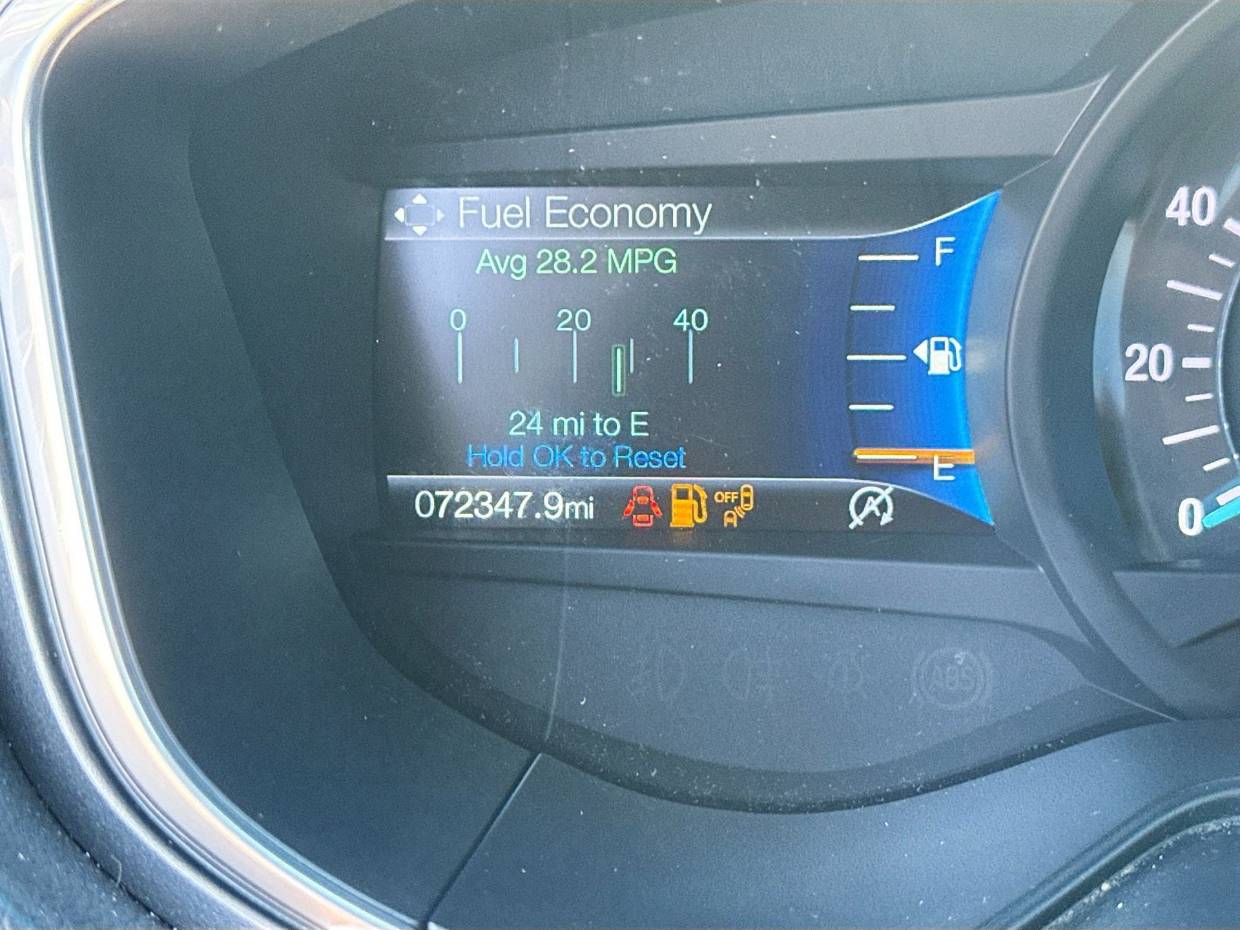 Fuel Economy
Avg 28.2 MPG
F
0 20 40
24 mi to E
Hold OK to Reset
E
072347.9mi
OFF
A
A
40
20
0
ABS